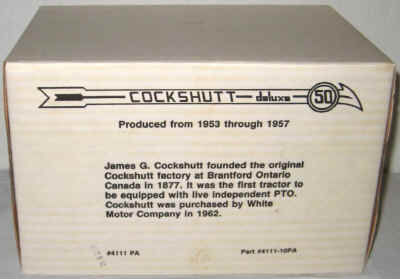 COCKSHUTT deluxe 50
Produced from 1953 through 1957
James G. Cockshutt founded the original
Cockshutt factory at Brantford Ontario
Canada in 1877. It was the first tractor to
be equipped with live independent PTO.
Cockshutt was purchased by White
Motor Company in 1962.
#4111 PA Part #4111-10PA